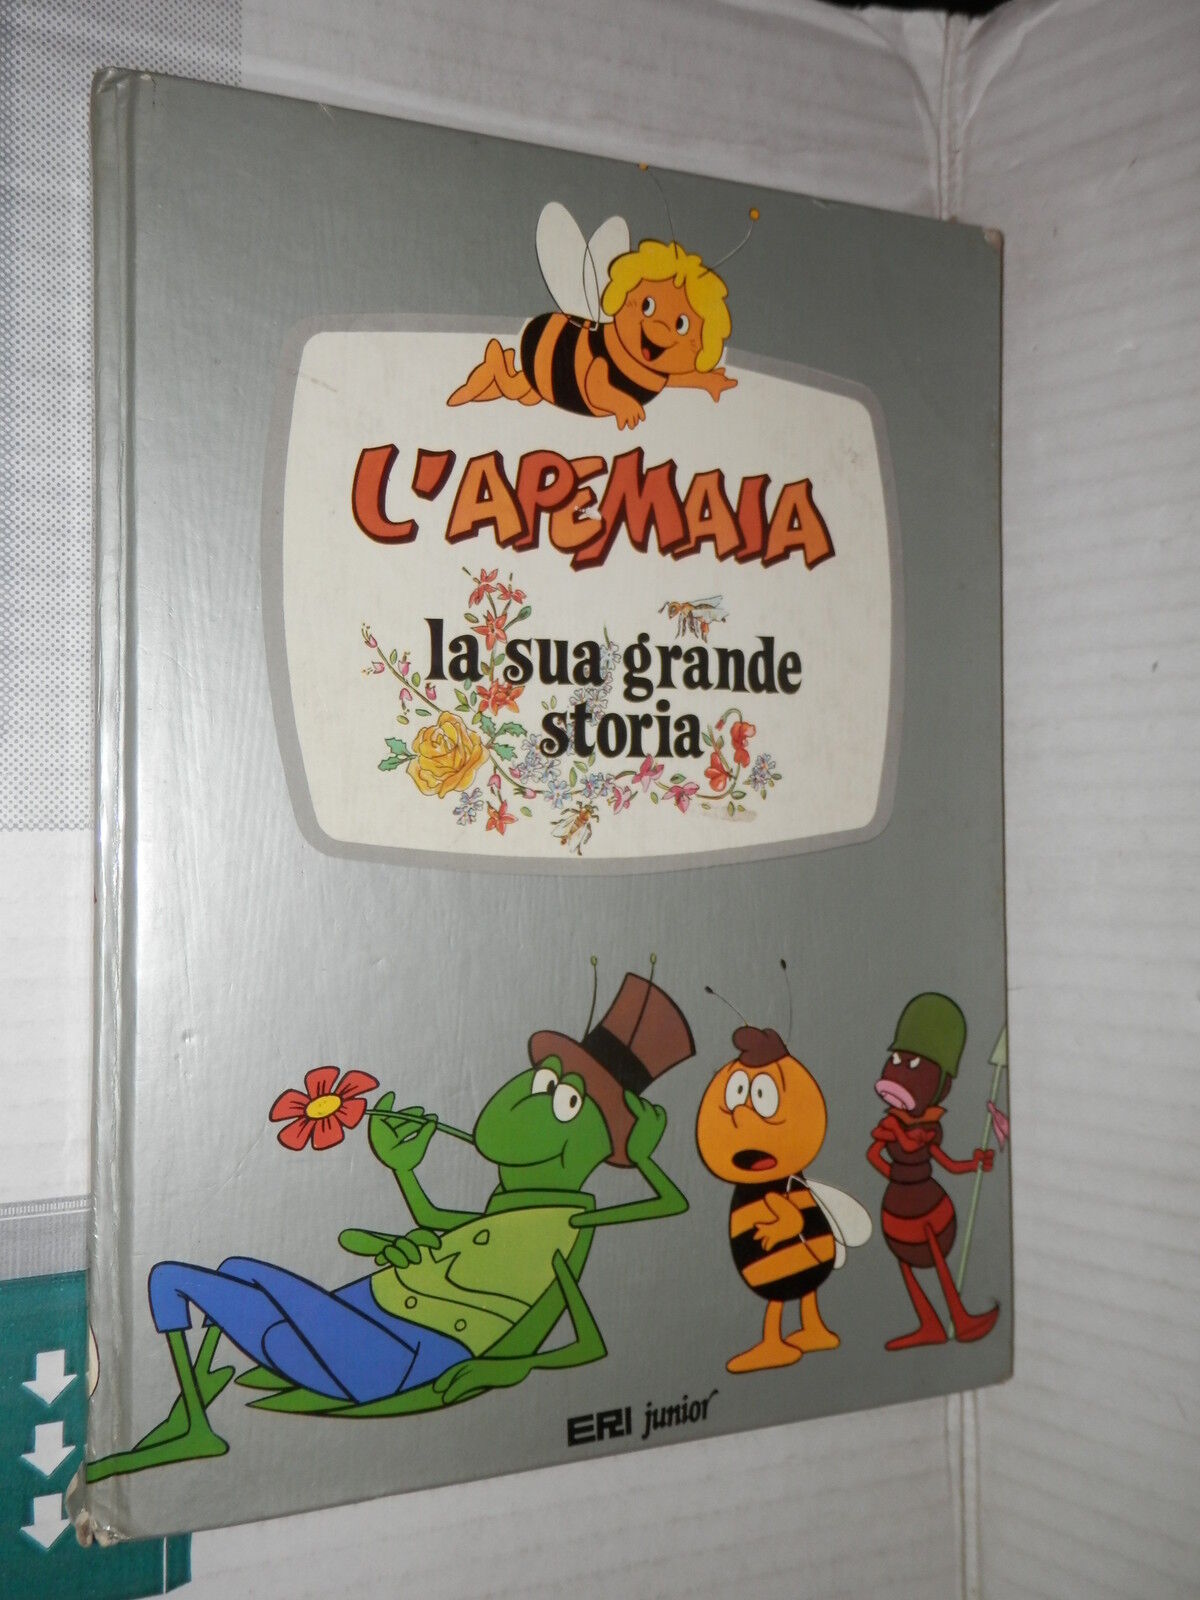 L'APEMAIA
la sua grande
storia
ERI junior